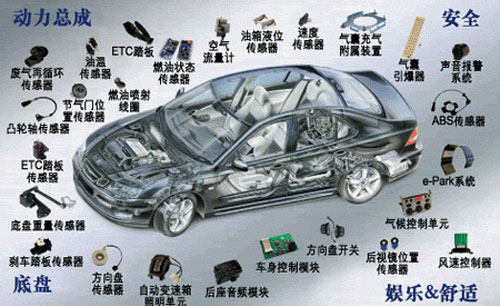 动力总成
安全
油温
传感器
ETC踏板
燃油状态
传感器
空气
流量计
油箱液位
传感器
速度
传感器
气囊充气
附属装置
气囊
引爆器
声音报警
系统
废气再循环
传感器
节气门位
置传感器
燃油喷射
线圈
凸轮轴传感器
ABS传感器
ETC踏板
传感器
e-Park系统
底盘重量传感器
气候控制单元
刹车踏板传感器
方向盘
传感器
自动变速箱
照明单元
后座音频模块
车身控制模块
方向盘开关
后视镜位置
传感器
风速控制器
底盘
娱乐&舒适